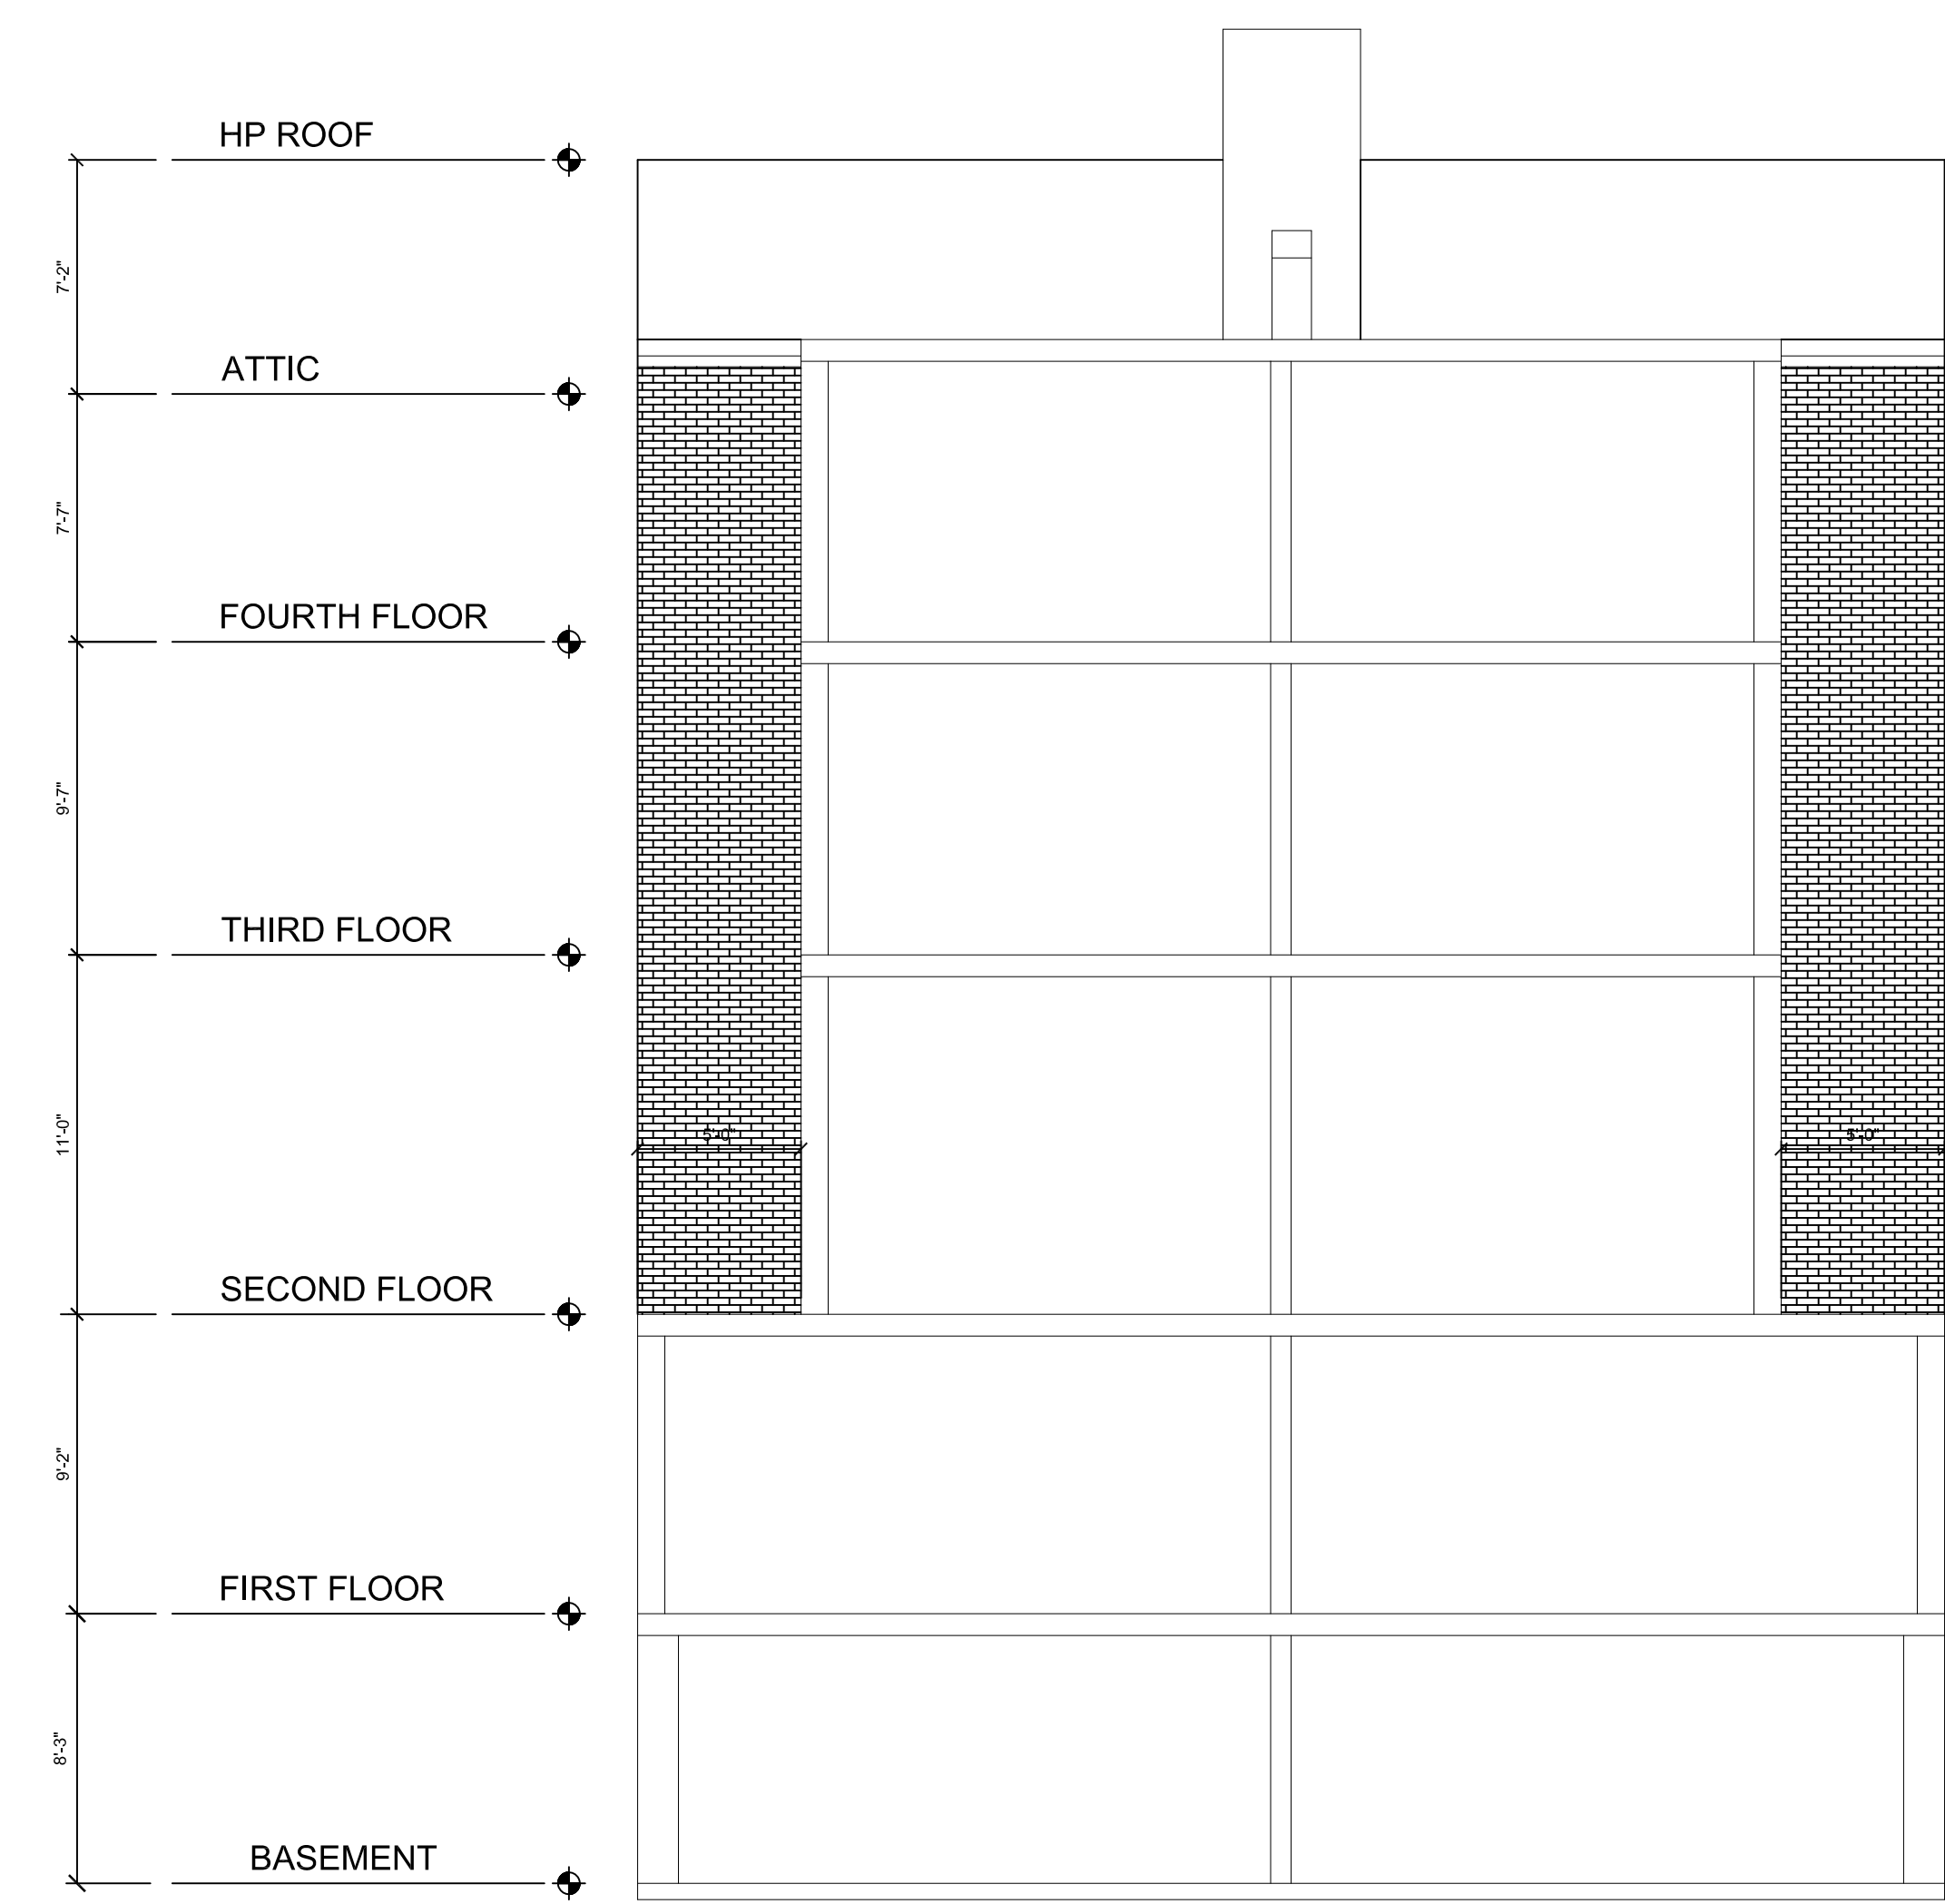 HP ROOF
7'-2"
ATTIC
7'-7"
FOURTH FLOOR
9'-7"
THIRD FLOOR
11'-0"
5'-0"
5'-0"
SECOND FLOOR
9'-2"
FIRST FLOOR
8'-3"
BASEMENT